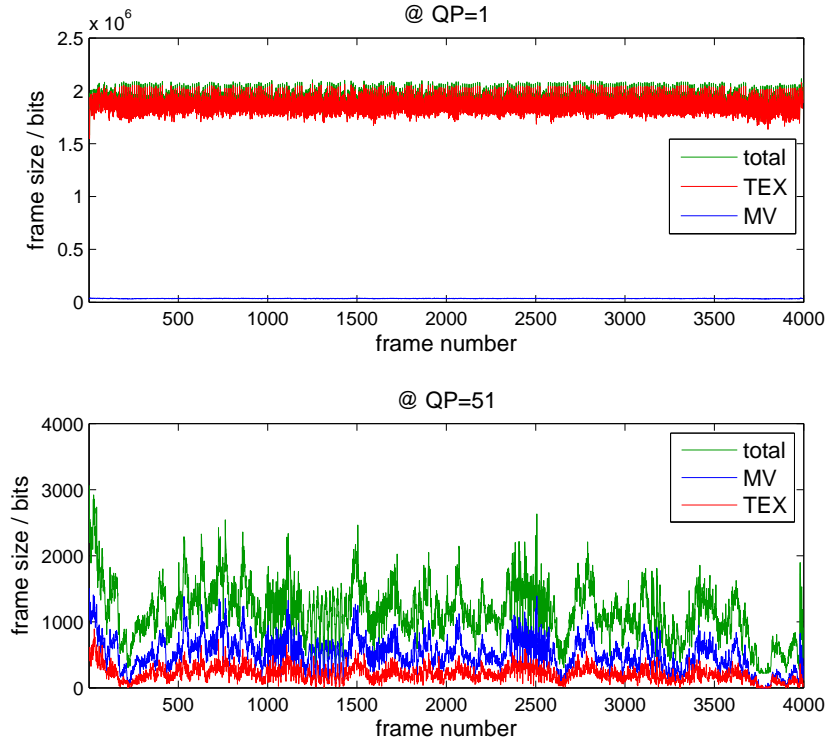 @ QP=1
x 10^6
2.5
2
1.5
1
0.5
0
frame size / bits
total
TEX
MV
500 1000 1500 2000 2500 3000 3500 4000
frame number
@ QP=51
4000
3000
2000
1000
0
frame size / bits
total
MV
TEX
500 1000 1500 2000 2500 3000 3500 4000
frame number